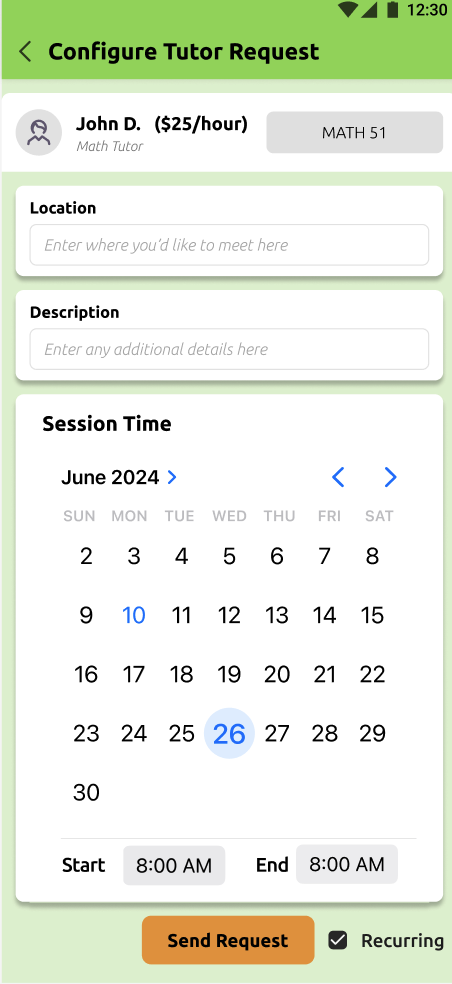 12:30
Configure Tutor Request
John D. ($25/hour)
Math Tutor
MATH 51
Location
Enter where you'd like to meet here
Description
Enter any additional details here
Session Time
June 2024
SUN MON TUE WED THU FRI SAT
2 3 4 5 6 7 8
9 10 11 12 13 14 15
16 17 18 19 20 21 22
23 24 25 26 27 28 29
30
Start 8:00 AM End 8:00 AM
Send Request Recurring